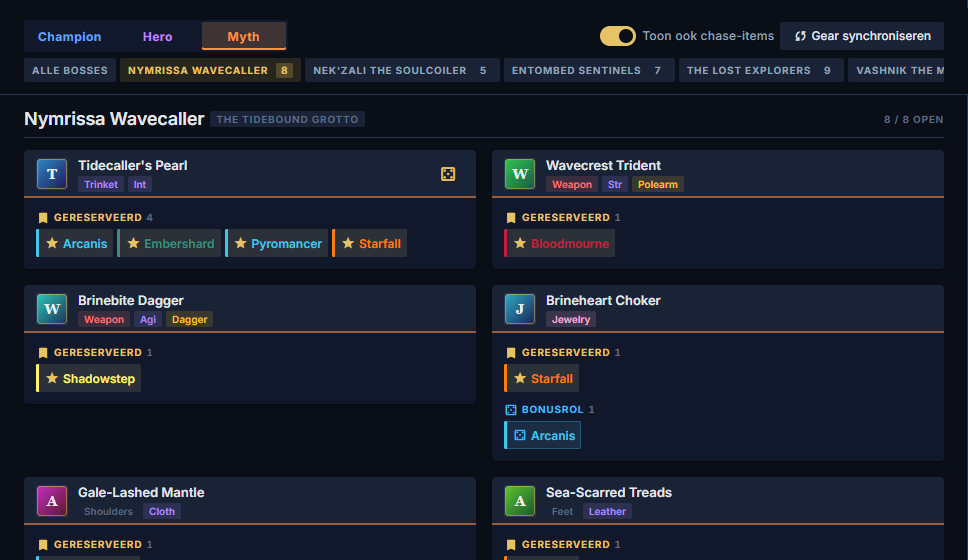 Champion Hero Myth Toon ook chase-items Gear synchroniseren
ALLE BOSSES NYMRISSA WAVECALLER 8 NEK'ZALI THE SOULCOILER 5 ENTOMBED SENTINELS 7 THE LOST EXPLORERS 9 VASHNIK THE M
Nymrissa Wavecaller THE TIDEBOUND GROTTO 8 / 8 OPEN
T Tidecaller's Pearl
Trinket Int
GERESERVEERD 4
Arcanis Embershard Pyromancer Starfall
W Wavecrest Trident
Weapon Str Polearm
GERESERVEERD 1
Bloodmourne
W Brinebite Dagger
Weapon Agi Dagger
GERESERVEERD 1
Shadowstep
J Brineheart Choker
Jewelry
GERESERVEERD 1
Starfall
BONUSROL 1
Arcanis
A Gale-Lashed Mantle
Shoulders Cloth
GERESERVEERD 1
A Sea-Scarred Treads
Feet Leather
GERESERVEERD 1